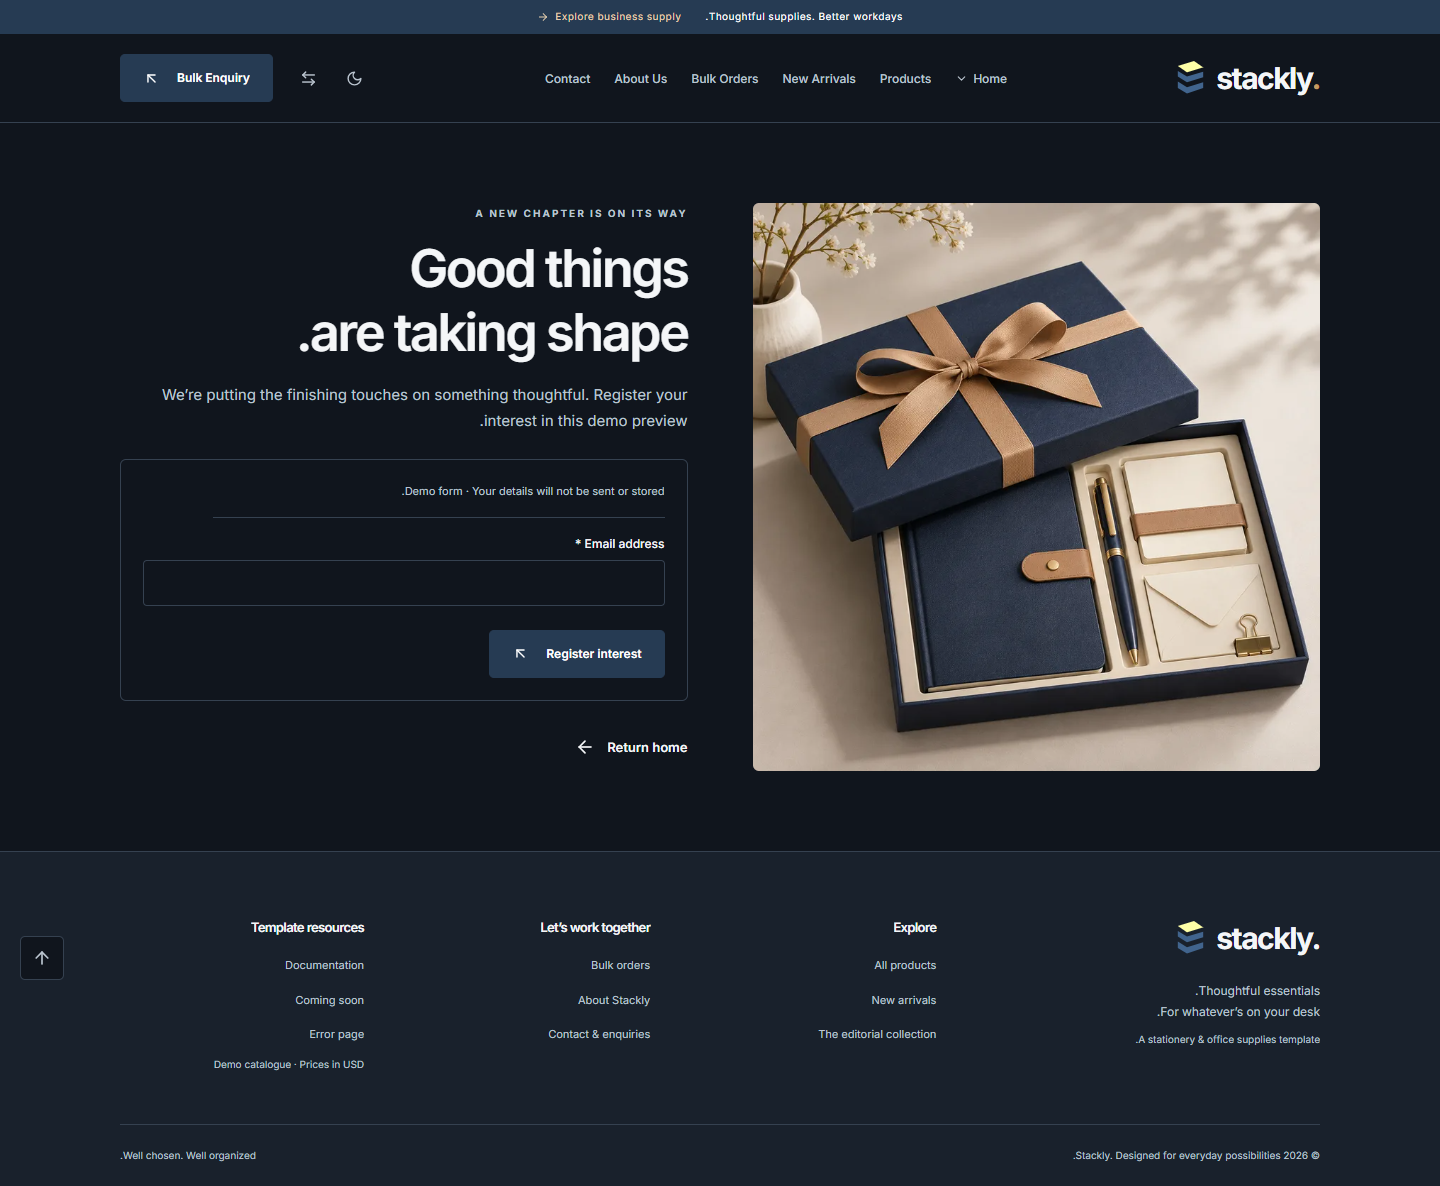 .Thoughtful supplies. Better workdays
Explore business supply
stackly.
Home
Products
New Arrivals
Bulk Orders
About Us
Contact
Bulk Enquiry
A NEW CHAPTER IS ON ITS WAY
Good things
.are taking shape
We’re putting the finishing touches on something thoughtful. Register your
.interest in this demo preview
.Demo form · Your details will not be sent or stored
* Email address
Register interest
Return home
stackly.
.Thoughtful essentials
.For whatever’s on your desk
.A stationery & office supplies template
Explore
All products
New arrivals
The editorial collection
Let’s work together
Bulk orders
About Stackly
Contact & enquiries
Template resources
Documentation
Coming soon
Error page
Demo catalogue · Prices in USD
.Stackly. Designed for everyday possibilities 2026 ©
.Well chosen. Well organized